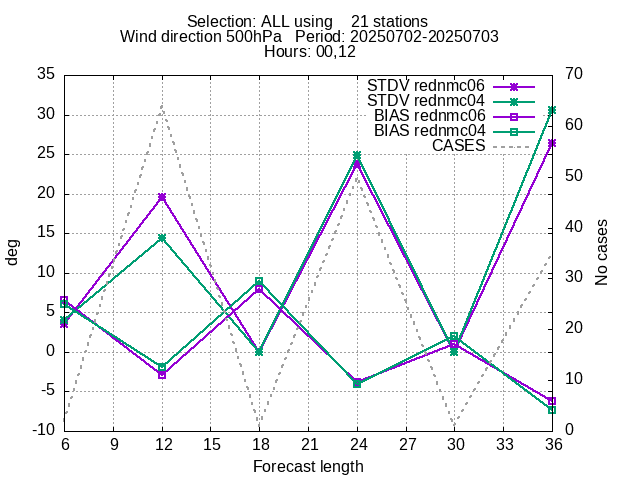 Selection: ALL using    21 stations
Wind direction 500hPa   Period: 20250702-20250703
Hours: 00,12
STDV rednmc06
STDV rednmc04
BIAS rednmc06
BIAS rednmc04
CASES
35
30
25
20
15
10
5
0
-5
-10
deg
70
60
50
40
30
20
10
0
No cases
6 9 12 15 18 21 24 27 30 33 36
Forecast length